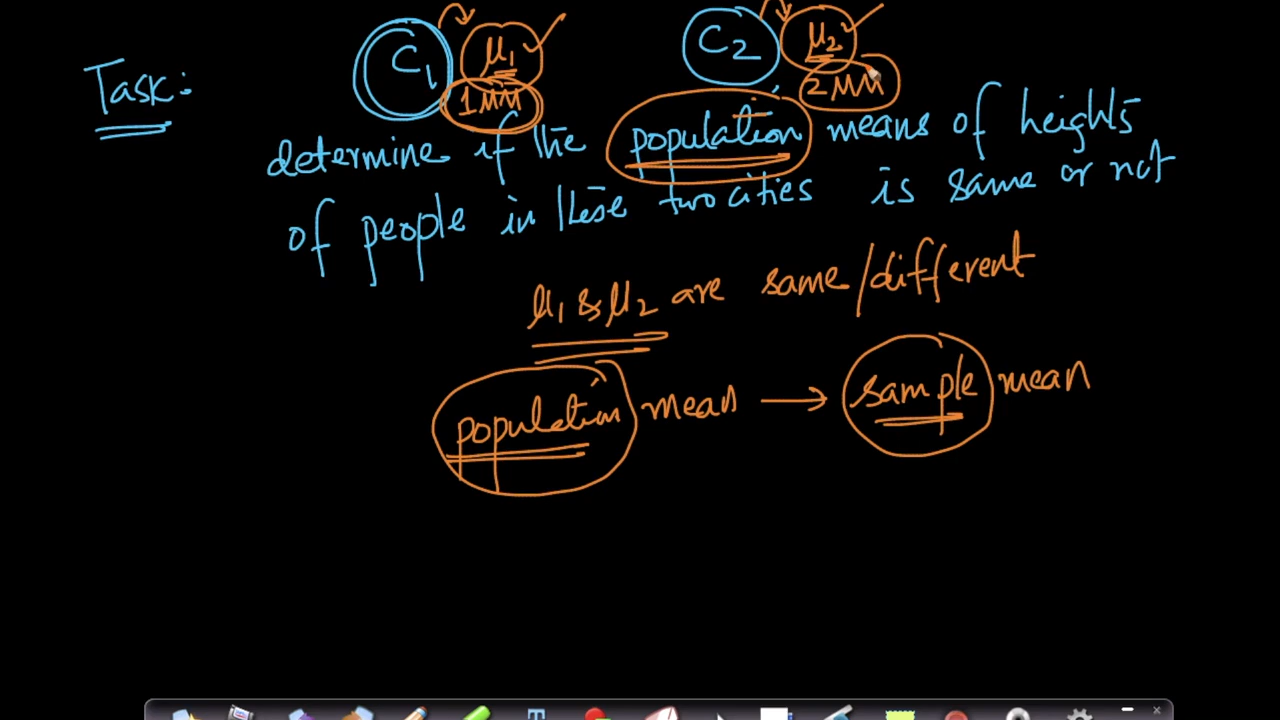 C1 μ1 C2 μ2
Task: 1MM 2MM
determine if the population means of heights
of people in these two cities is same or not
μ1 & μ2 are same/different
population mean → sample mean